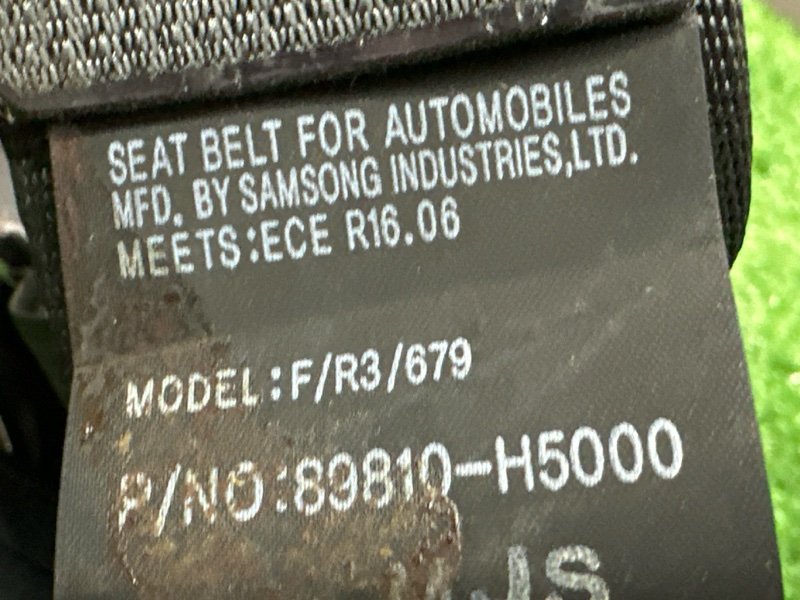 SEAT BELT FOR AUTOMOBILES
MFD. BY SAMSONG INDUSTRIES,LTD.
MEETS:ECE R16.06
MODEL:F/R3/679
P/NO:89810-H5000